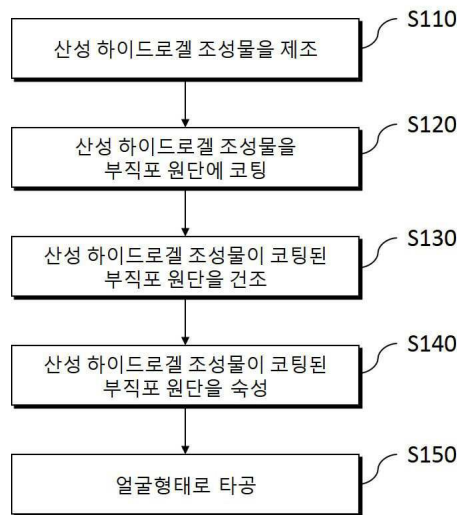 S110
산성 하이드로겔 조성물을 제조
S120
산성 하이드로겔 조성물을
부직포 원단에 코팅
S130
산성 하이드로겔 조성물이 코팅된
부직포 원단을 건조
S140
산성 하이드로겔 조성물이 코팅된
부직포 원단을 숙성
S150
얼굴형태로 타공